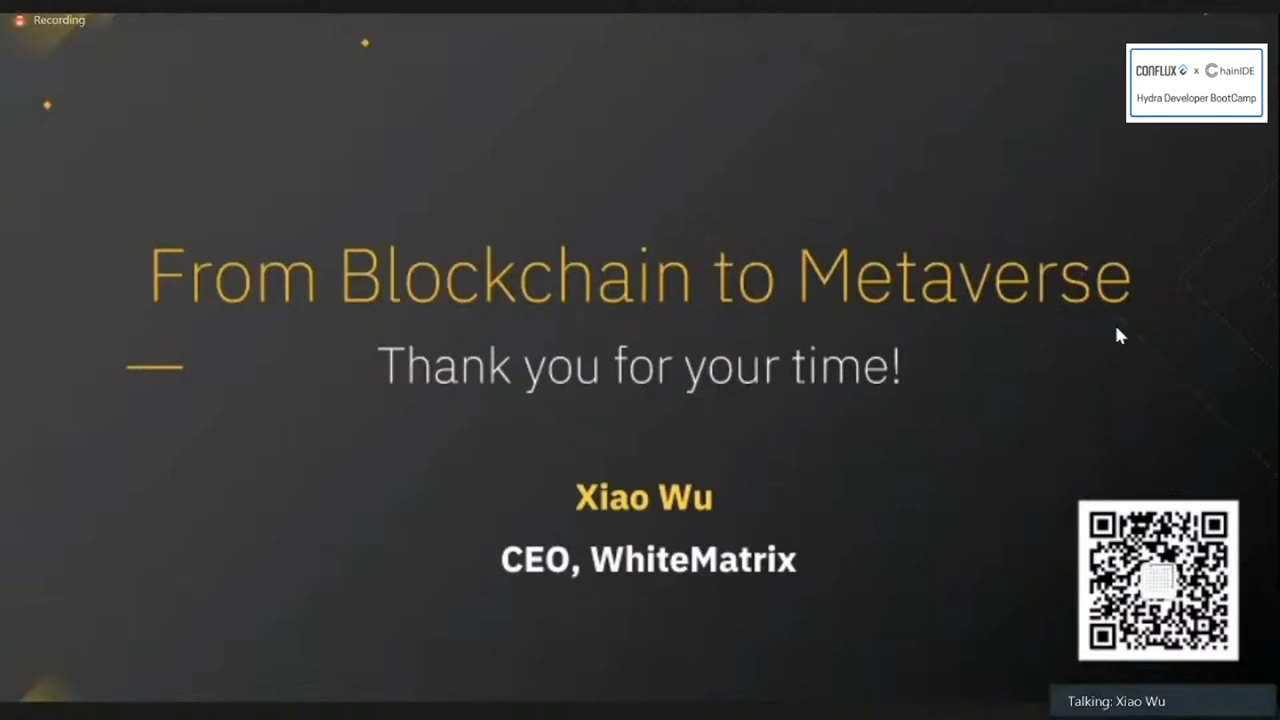 Recording
CONFLUX x ChainIDE
Hydra Developer BootCamp
From Blockchain to Metaverse
Thank you for your time!
Xiao Wu
CEO, WhiteMatrix
Talking: Xiao Wu